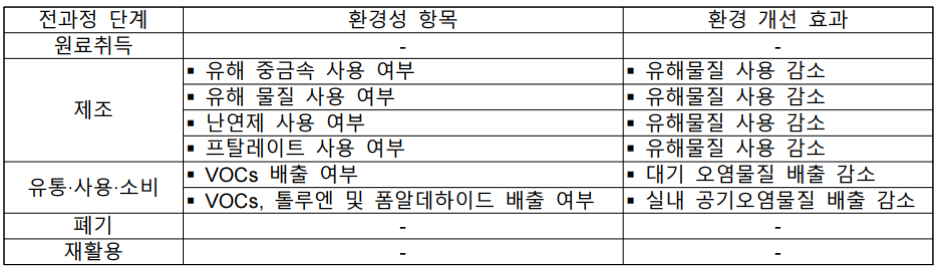 전과정 단계 환경성 항목 환경 개선 효과
원료취득 - -
제조
▪ 유해 중금속 사용 여부 ▪ 유해물질 사용 감소
▪ 유해 물질 사용 여부 ▪ 유해물질 사용 감소
▪ 난연제 사용 여부 ▪ 유해물질 사용 감소
▪ 프탈레이트 사용 여부 ▪ 유해물질 사용 감소
유통·사용·소비
▪ VOCs 배출 여부 ▪ 대기 오염물질 배출 감소
▪ VOCs, 톨루엔 및 폼알데하이드 배출 여부 ▪ 실내 공기오염물질 배출 감소
폐기 - -
재활용 - -